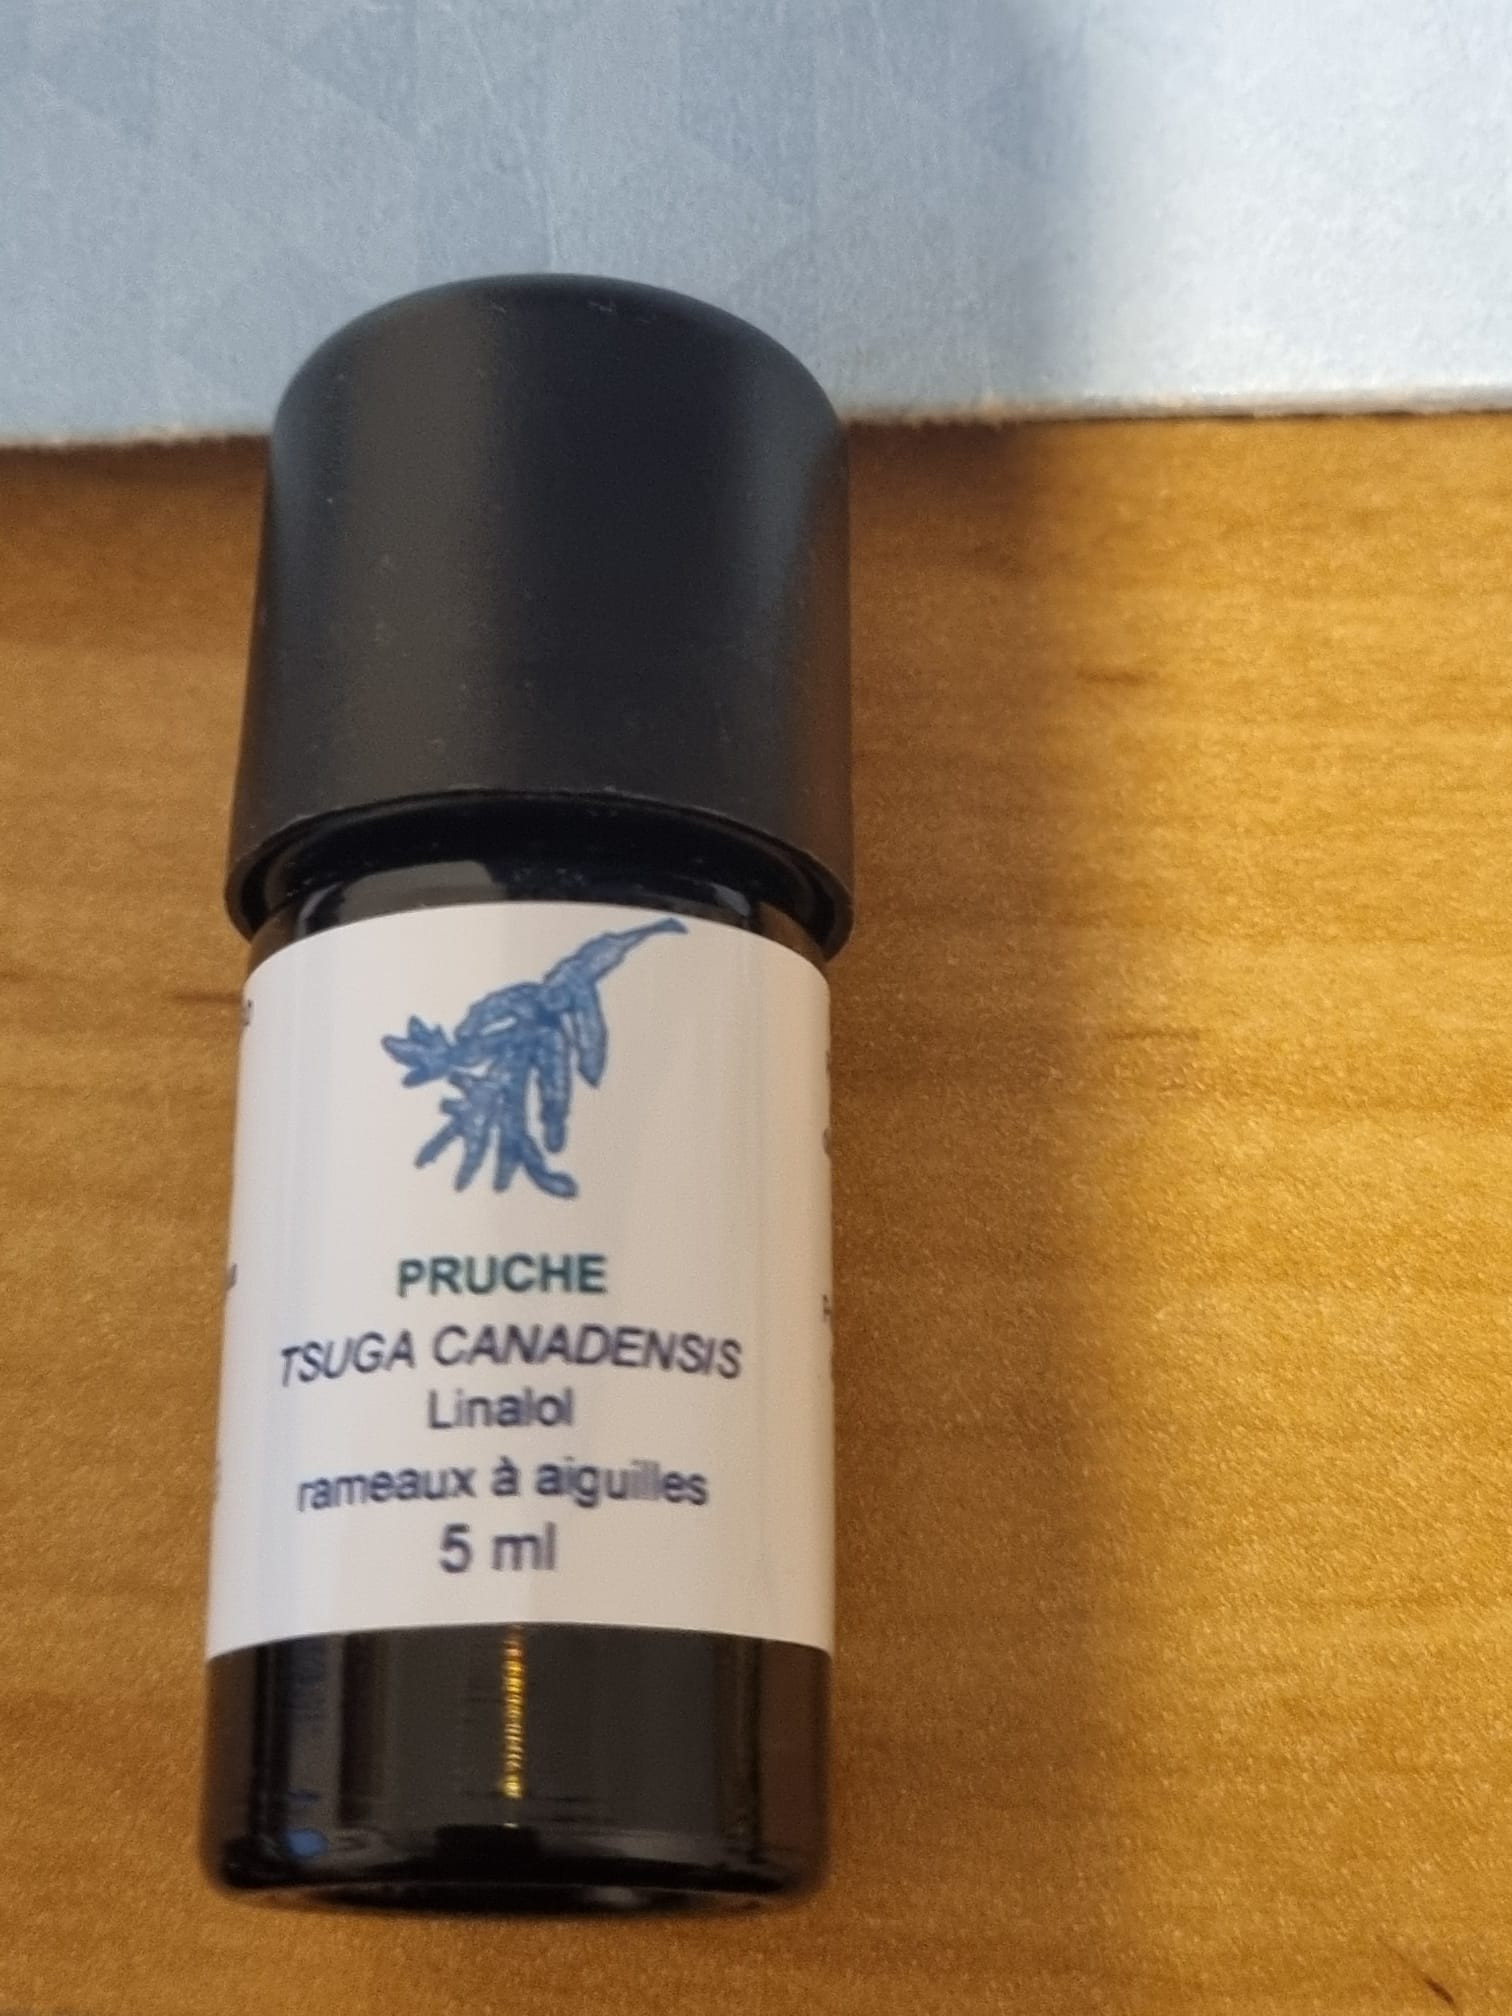 PRUCHE
TSUGA CANADENSIS
Linalol
rameaux à aiguilles
5 ml